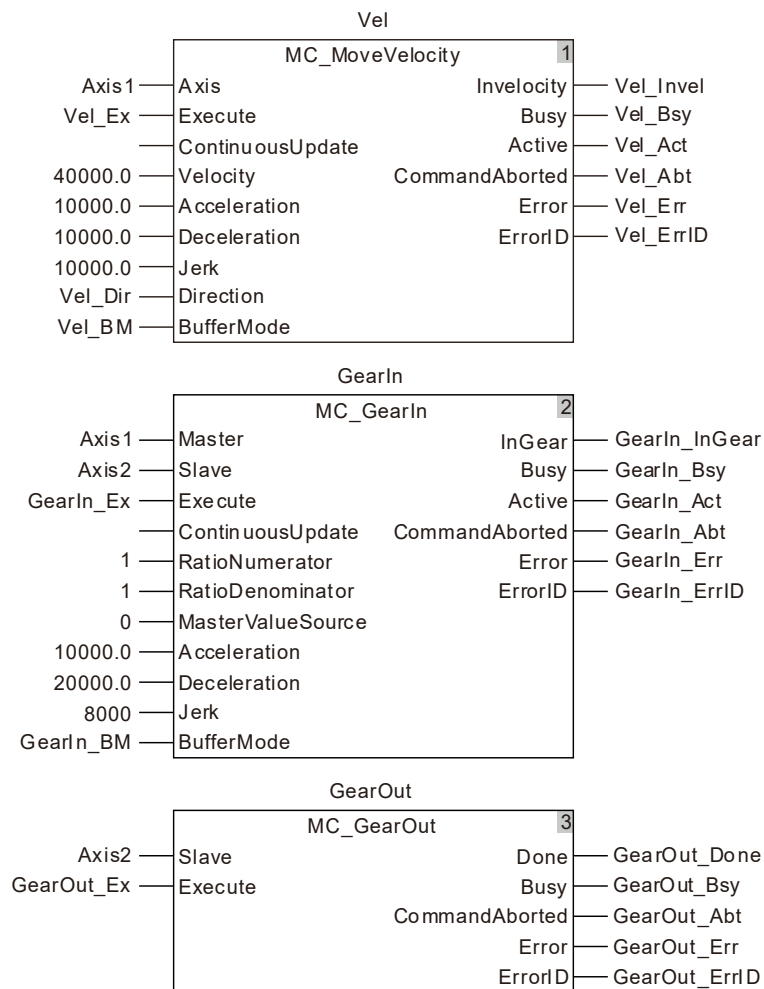 Vel
MC_MoveVelocity 1
Axis1 Axis Invelocity Vel_Invel
Vel_Ex Execute Busy Vel_Bsy
ContinuousUpdate Active Vel_Act
40000.0 Velocity CommandAborted Vel_Abt
10000.0 Acceleration Error Vel_Err
10000.0 Deceleration ErrorID Vel_ErrID
10000.0 Jerk
Vel_Dir Direction
Vel_BM BufferMode
GearIn
MC_GearIn 2
Axis1 Master InGear GearIn_InGear
Axis2 Slave Busy GearIn_Bsy
GearIn_Ex Execute Active GearIn_Act
ContinuousUpdate CommandAborted GearIn_Abt
1 RatioNumerator Error GearIn_Err
1 RatioDenominator ErrorID GearIn_ErrID
0 MasterValueSource
10000.0 Acceleration
20000.0 Deceleration
8000 Jerk
GearIn_BM BufferMode
GearOut
MC_GearOut 3
Axis2 Slave Done GearOut_Done
GearOut_Ex Execute Busy GearOut_Bsy
CommandAborted GearOut_Abt
Error GearOut_Err
ErrorID GearOut_ErrID